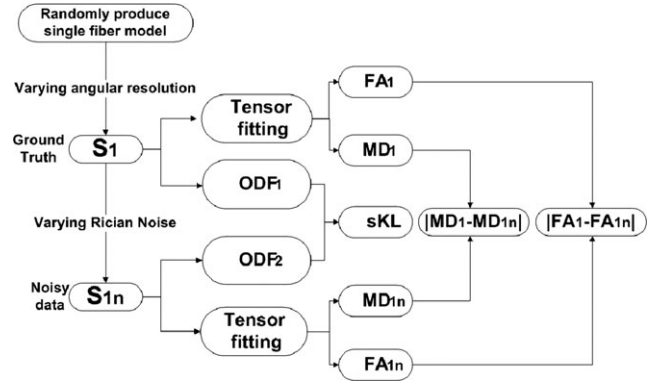 Randomly produce
single fiber model
Varying angular resolution
Ground
Truth
S1
Tensor
fitting
FA1
MD1
ODF1
sKL
|MD1-MD1n|
|FA1-FA1n|
Varying Rician Noise
ODF2
Noisy
data
S1n
Tensor
fitting
MD1n
FA1n